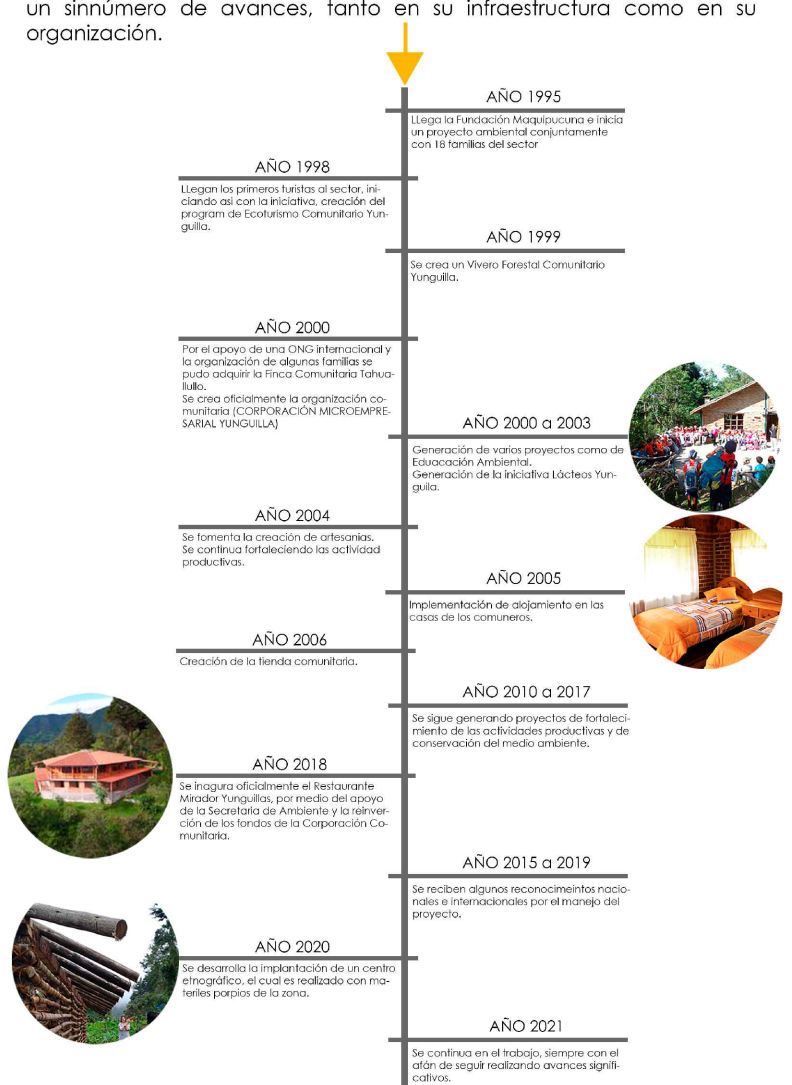 un sinnúmero de avances, tanto en su infraestructura como en su
organización.
AÑO 1995
LLega la Fundación Maquipucuna e inicia
un proyecto ambiental conjuntamente
con 18 familias del sector
AÑO 1998
LLegan los primeros turistas al sector, ini-
ciando asi con la iniciativa, creación del
program de Ecoturismo Comunitario Yun-
guilla.
AÑO 1999
Se crea un Vivero Forestal Comunitario
Yunguilla.
AÑO 2000
Por el apoyo de una ONG internacional y
la organización de algunas familias se
pudo adquirir la Finca Comunitaria Tahua-
llullo.
Se crea oficialmente la organización co-
munitaria (CORPORACIÓN MICROEMPRE-
SARIAL YUNGUILLA)
AÑO 2000 a 2003
Generación de varios proyectos como de
Eduacación Ambiental.
Generación de la iniciativa Lácteos Yun-
guila.
AÑO 2004
Se fomenta la creación de artesanías.
Se continua fortaleciendo las actividad
productivas.
AÑO 2005
Implementación de alojamiento en las
casas de los comuneros.
AÑO 2006
Creación de la tienda comunitaria.
AÑO 2010 a 2017
Se sigue generando proyectos de fortaleci-
miento de las actividades productivas y de
conservación del medio ambiente.
AÑO 2018
Se inagura oficialmente el Restaurante
Mirador Yunguillas, por medio del apoyo
de la Secretaria de Ambiente y la reinver-
ción de los fondos de la Corporación Co-
munitaria.
AÑO 2015 a 2019
Se reciben algunos reconocimeintos nacio-
nales e internacionales por el manejo del
proyecto.
AÑO 2020
Se desarrolla la implantación de un centro
etnográfico, el cual es realizado con ma-
teriles porpios de la zona.
AÑO 2021
Se continua en el trabajo, siempre con el
afán de seguir realizando avances signifi-
cativos.